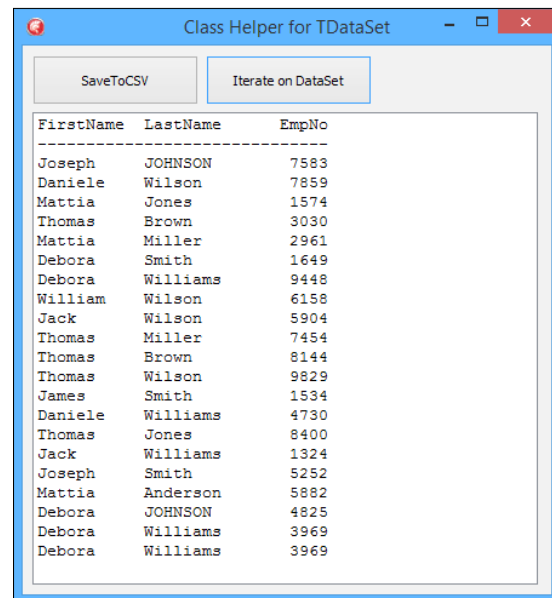 Class Helper for TDataSet
SaveToCSV Iterate on DataSet
FirstName LastName EmpNo
--------------------------------
Joseph JOHNSON 7583
Daniele Wilson 7859
Mattia Jones 1574
Thomas Brown 3030
Mattia Miller 2961
Debora Smith 1649
Debora Williams 9448
William Wilson 6158
Jack Wilson 5904
Thomas Miller 7454
Thomas Brown 8144
Thomas Wilson 9829
James Smith 1534
Daniele Williams 4730
Thomas Jones 8400
Jack Williams 1324
Joseph Smith 5252
Mattia Anderson 5882
Debora JOHNSON 4825
Debora Williams 3969
Debora Williams 3969